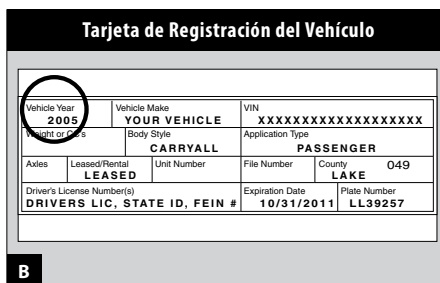 Tarjeta de Registración del Vehículo
Vehicle Year Vehicle Make VIN
2005 YOUR VEHICLE XXXXXXXXXXXXXXXXXXX
Weight or CC's Body Style Application Type
CARRYALL PASSENGER
Axles Leased/Rental Unit Number File Number County 049
LEASED LAKE
Driver's License Number(s) Expiration Date Plate Number
DRIVERS LIC, STATE ID, FEIN # 10/31/2011 LL39257
B